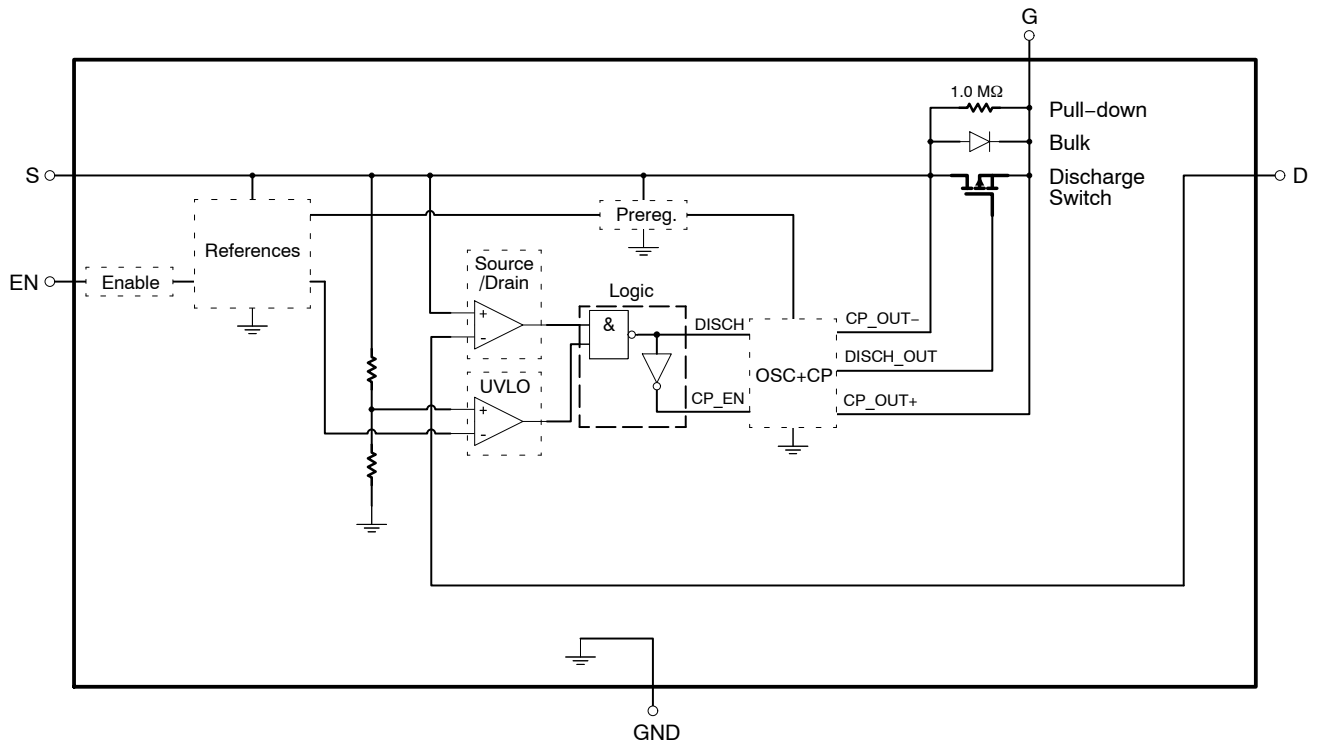 G
1.0 MΩ
Pull−down
Bulk
S
Discharge
Switch
D
References
Prereg.
EN
Enable
Source
/Drain
Logic
+
-
&
DISCH
CP_OUT−
OSC+CP
DISCH_OUT
UVLO
+
-
CP_EN
CP_OUT+
GND